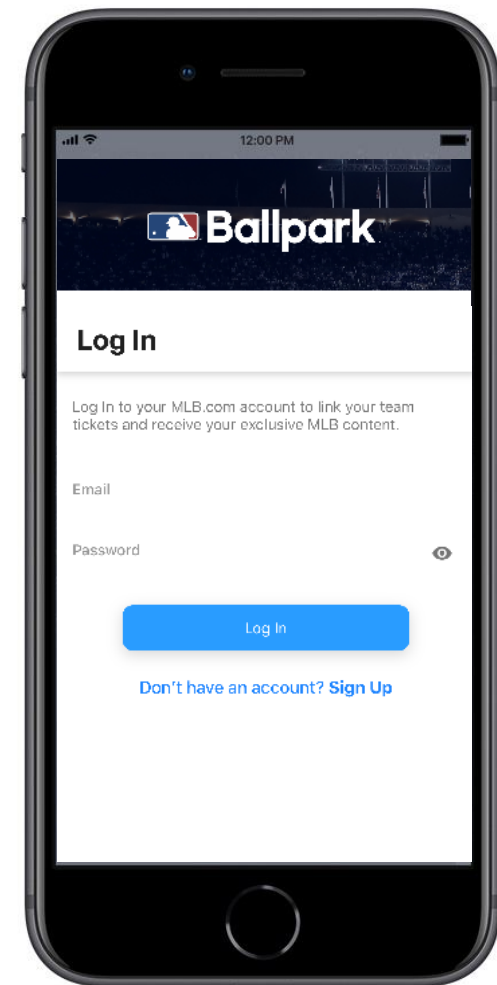 12:00 PM
Ballpark
Log In
Log In to your MLB.com account to link your team
tickets and receive your exclusive MLB content.
Email
Password
Log In
Don't have an account? Sign Up